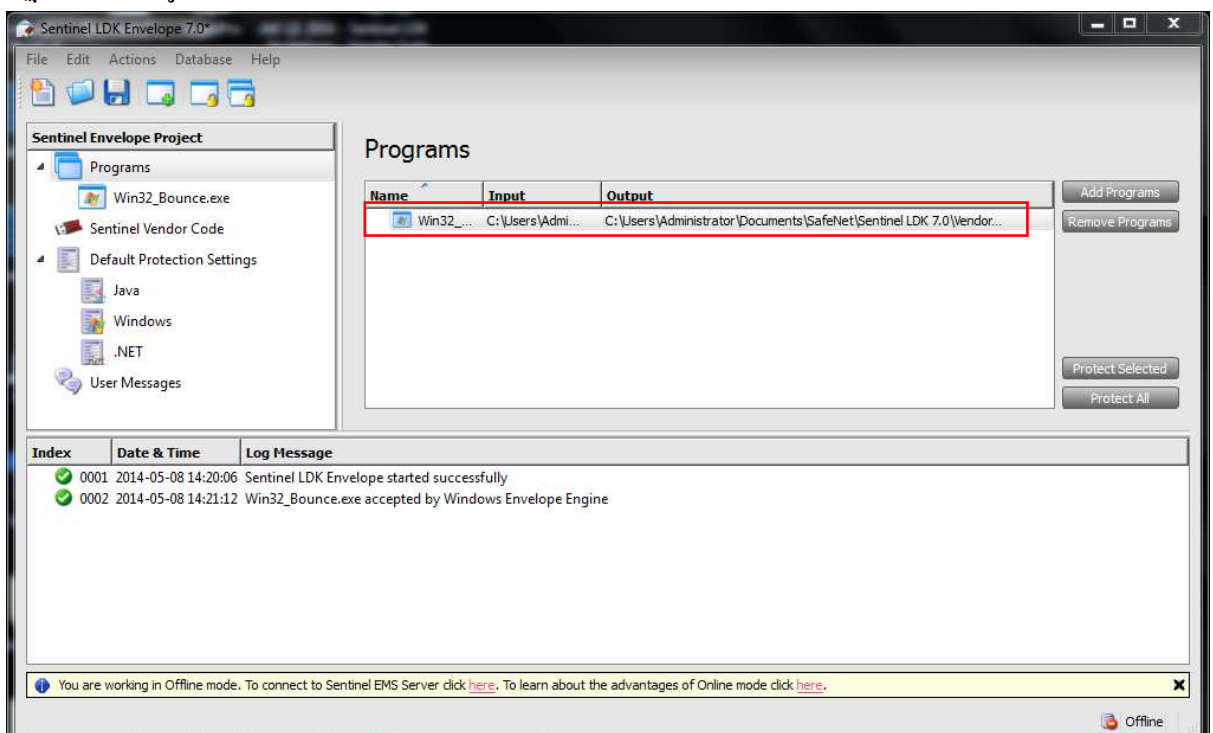 Sentinel LDK Envelope 7.0*
File Edit Actions Database Help
Sentinel Envelope Project
Programs
Win32_Bounce.exe
Sentinel Vendor Code
Default Protection Settings
Java
Windows
.NET
User Messages
Programs
Name Input Output
Win32_... C:\Users\Admi... C:\Users\Administrator\Documents\SafeNet\Sentinel LDK 7.0\Vendor...
Add Programs
Remove Programs
Protect Selected
Protect All
Index Date & Time Log Message
0001 2014-05-08 14:20:06 Sentinel LDK Envelope started successfully
0002 2014-05-08 14:21:12 Win32_Bounce.exe accepted by Windows Envelope Engine
You are working in Offline mode. To connect to Sentinel EMS Server click here. To learn about the advantages of Online mode click here.
Offline